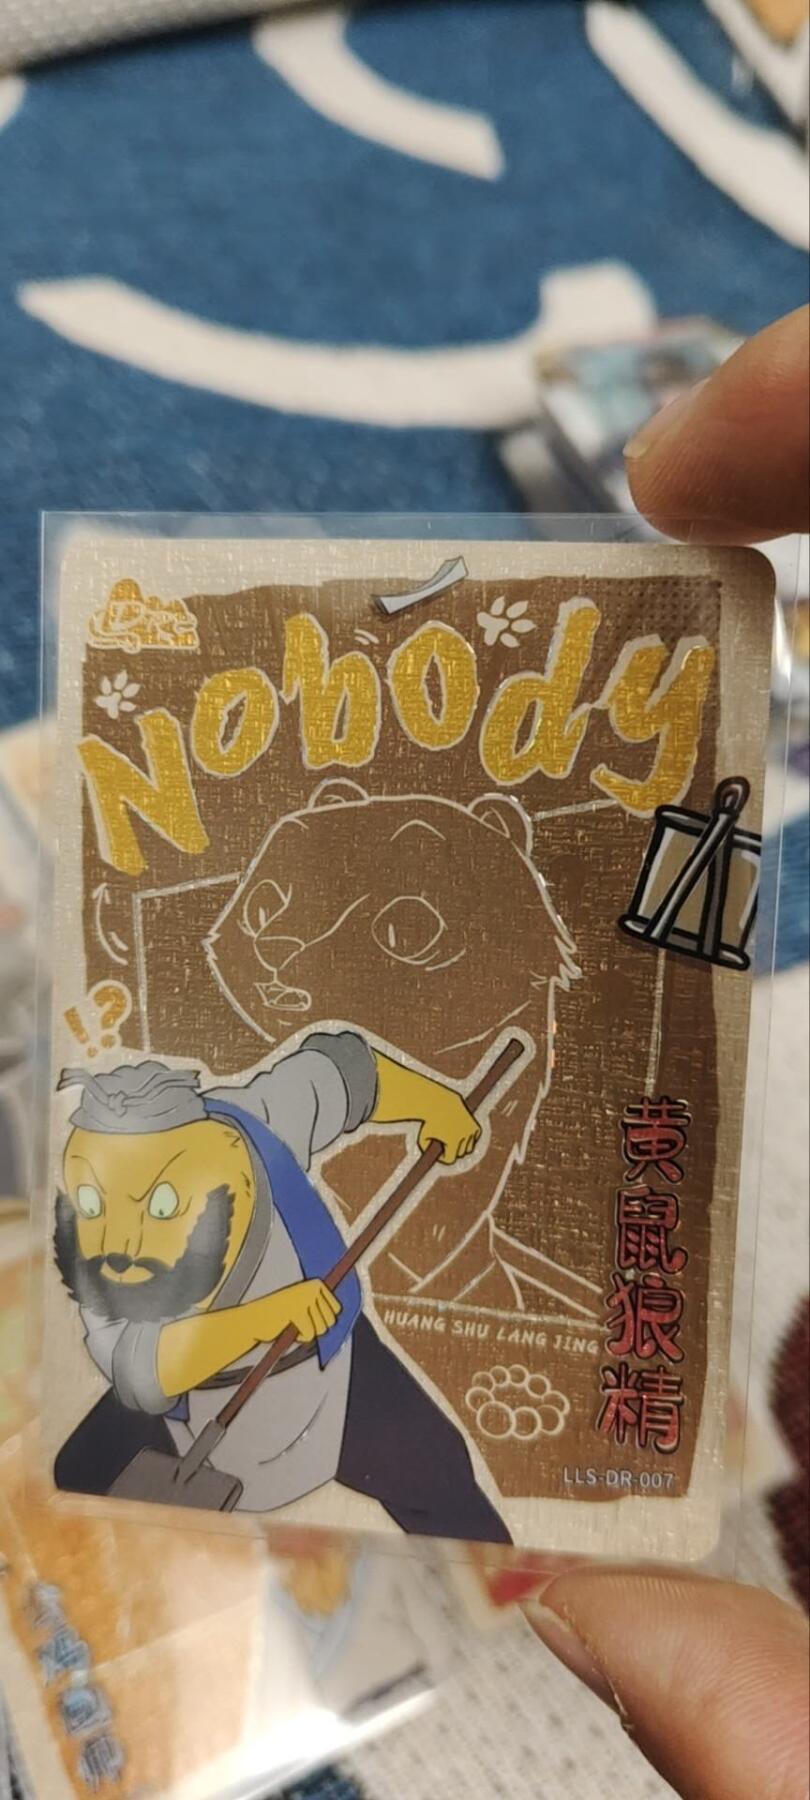 Nobody
!?
黄鼠狼精
HUANG SHU LANG JING
LLS-DR-007